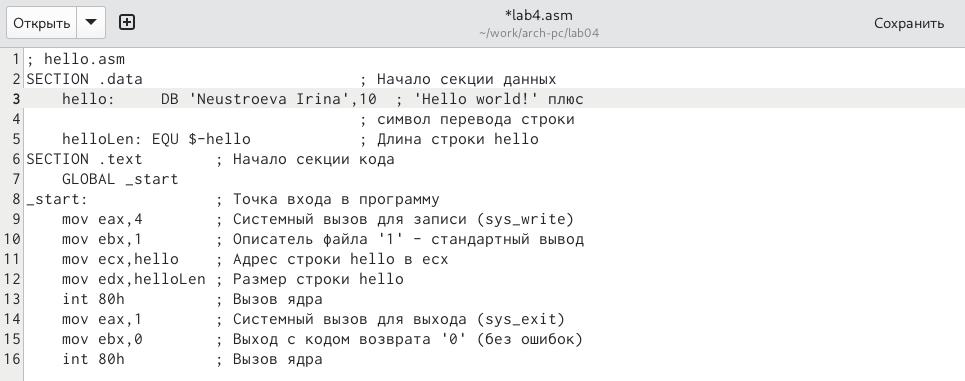 Открыть
*lab4.asm
~/work/arch-pc/lab04
Сохранить
1 ; hello.asm
2 SECTION .data                        ; Начало секции данных
3     hello:     DB 'Neustroeva Irina',10  ; 'Hello world!' плюс
4                                      ; символ перевода строки
5     helloLen: EQU $-hello            ; Длина строки hello
6 SECTION .text        ; Начало секции кода
7     GLOBAL _start
8 _start:              ; Точка входа в программу
9     mov eax,4        ; Системный вызов для записи (sys_write)
10     mov ebx,1        ; Описатель файла '1' - стандартный вывод
11     mov ecx,hello    ; Адрес строки hello в ecx
12     mov edx,helloLen ; Размер строки hello
13     int 80h          ; Вызов ядра
14     mov eax,1        ; Системный вызов для выхода (sys_exit)
15     mov ebx,0        ; Выход с кодом возврата '0' (без ошибок)
16     int 80h          ; Вызов ядра